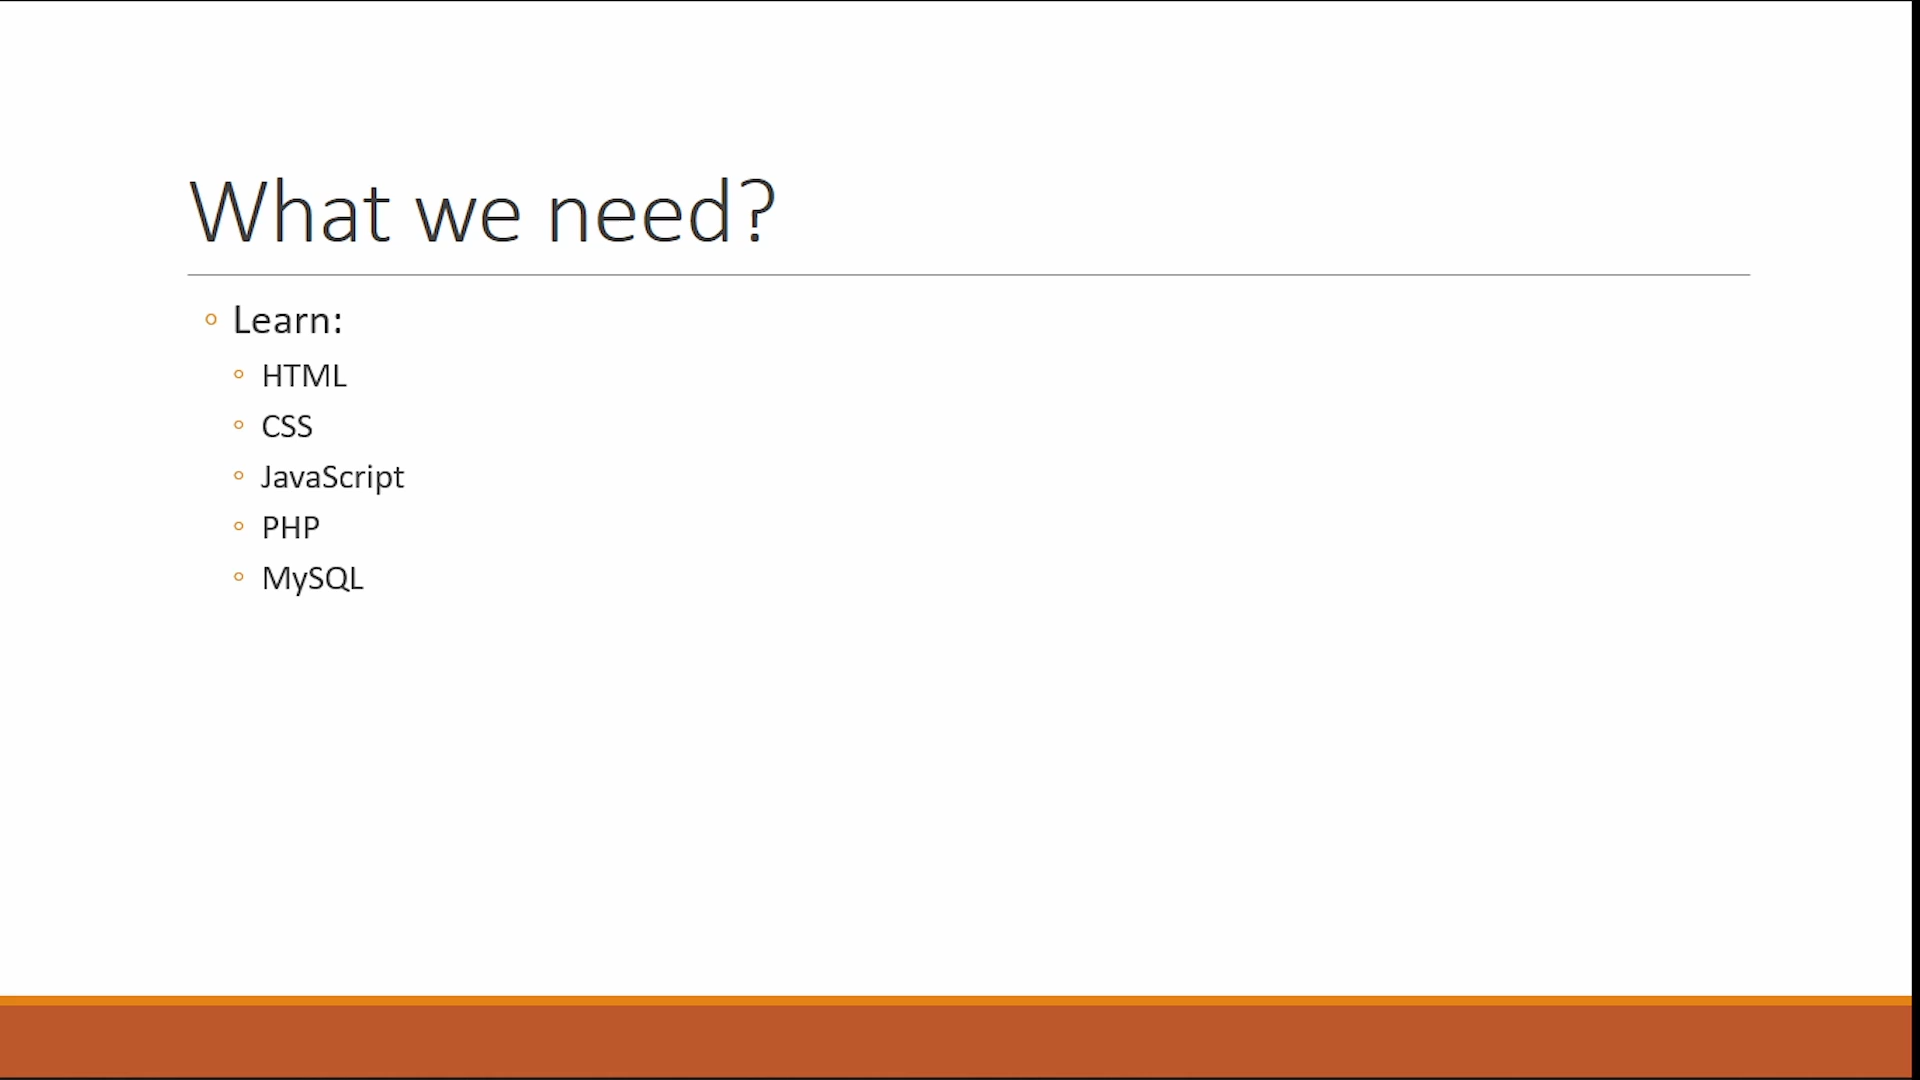 What we need?
Learn:
HTML
CSS
JavaScript
PHP
MySQL